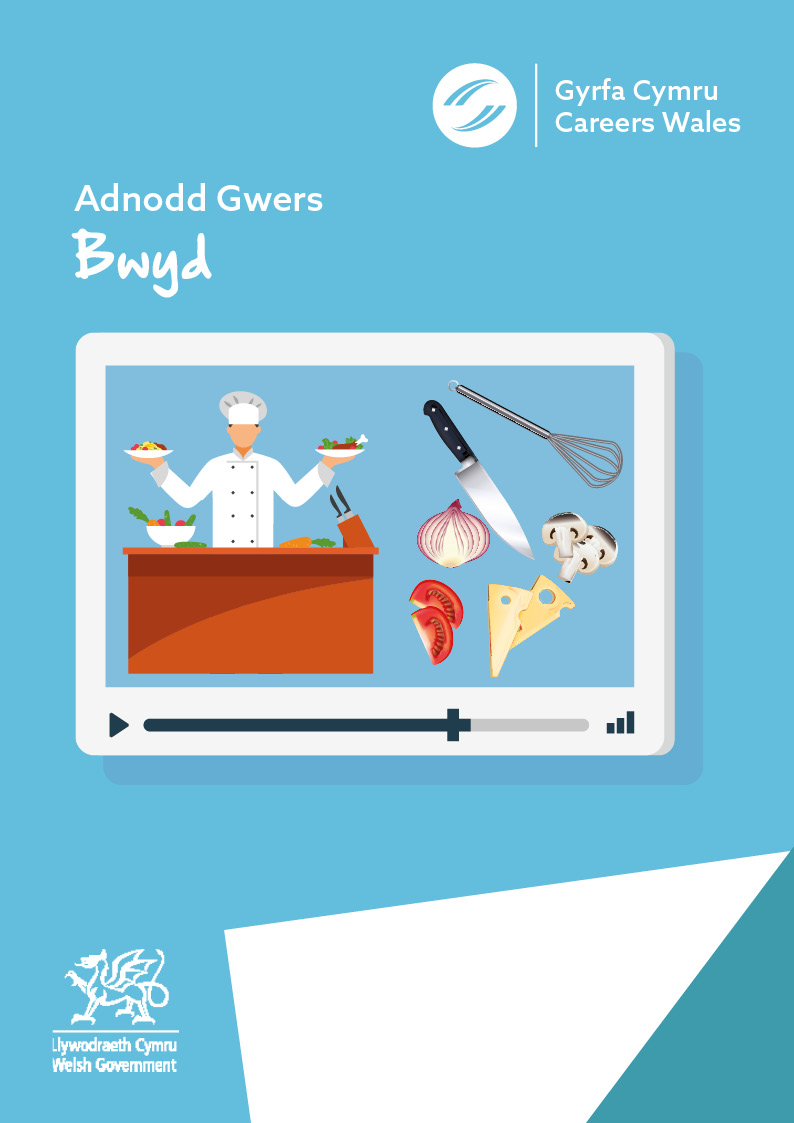 Gyrfa Cymru
Careers Wales
Adnodd Gwers
Bwyd
Llywodraeth Cymru
Welsh Government